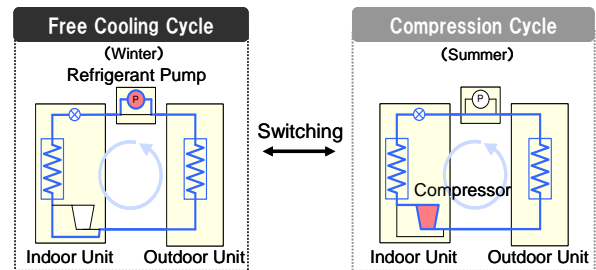 Free Cooling Cycle
(Winter)
Refrigerant Pump
P
Indoor Unit
Outdoor Unit
Switching
Compression Cycle
(Summer)
P
Compressor
Indoor Unit
Outdoor Unit